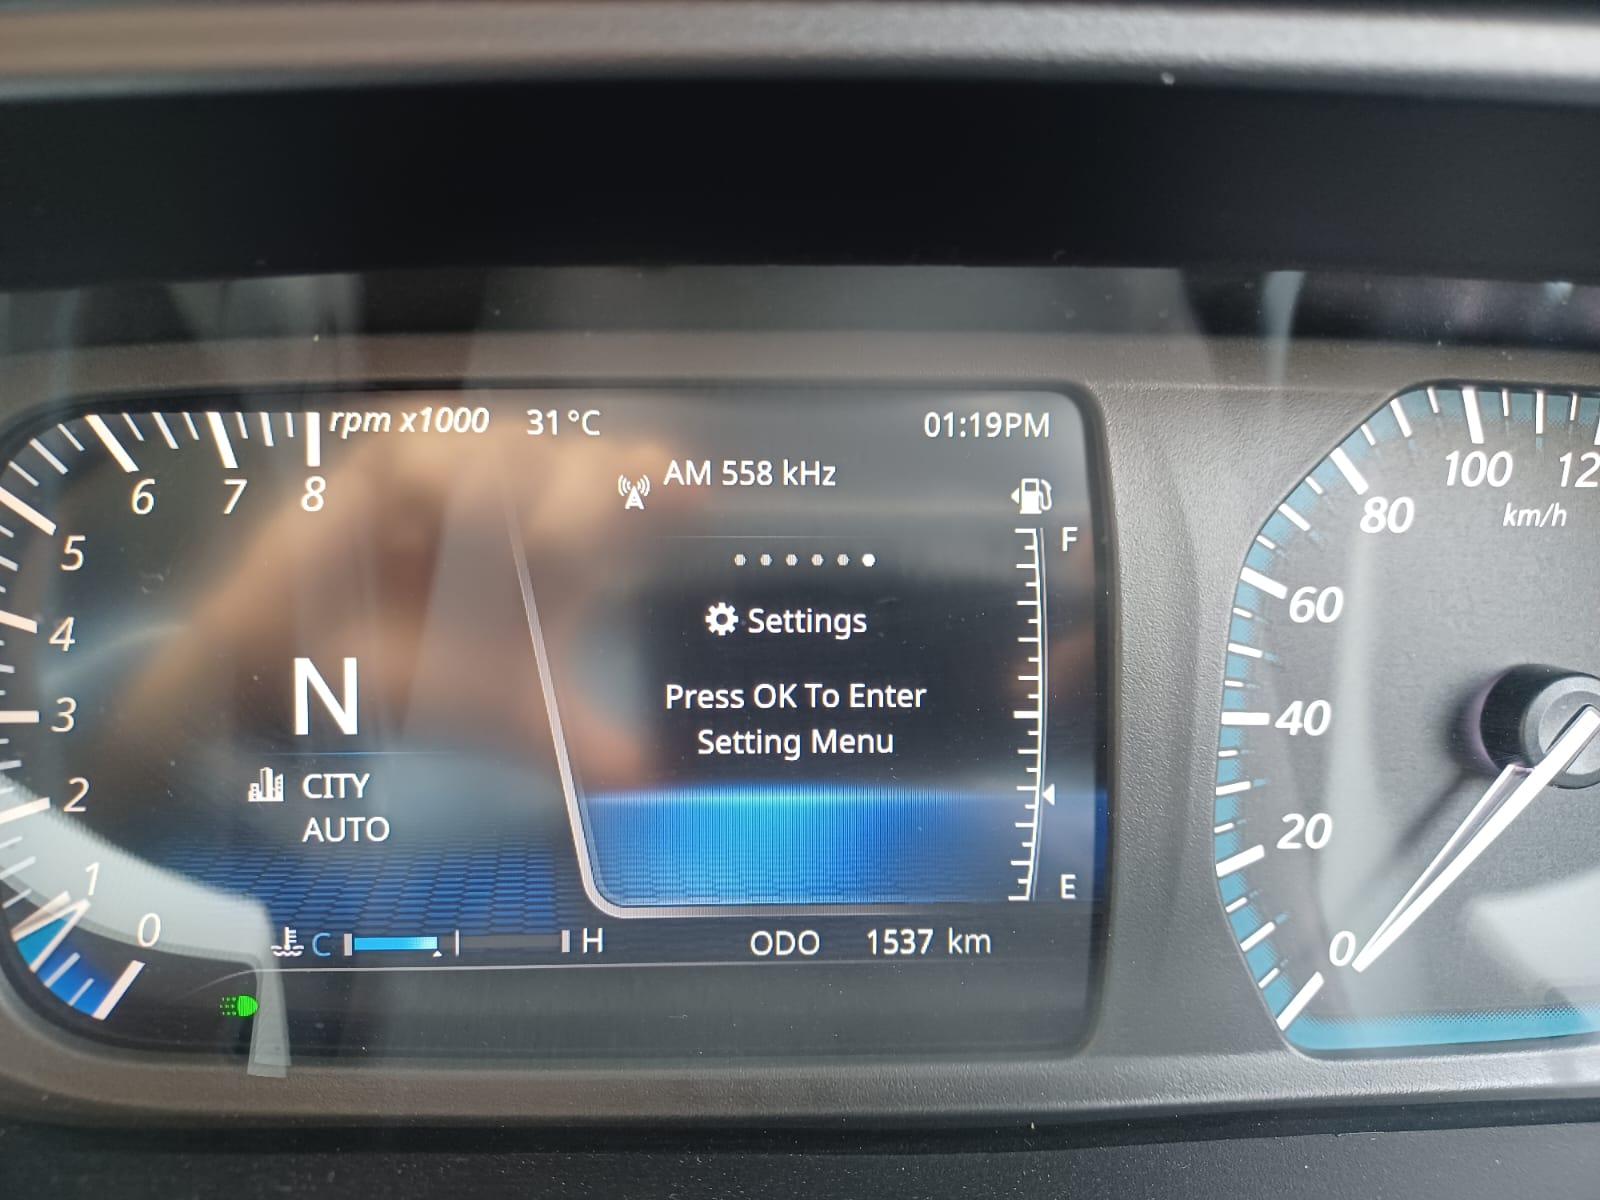 rpm x1000 31 °C 01:19PM
AM 558 kHz
6 7 8
5
4
3
2
1
0
N
CITY
AUTO
Settings
Press OK To Enter
Setting Menu
F
E
C H
ODO 1537 km
100
80
km/h
60
40
20
0